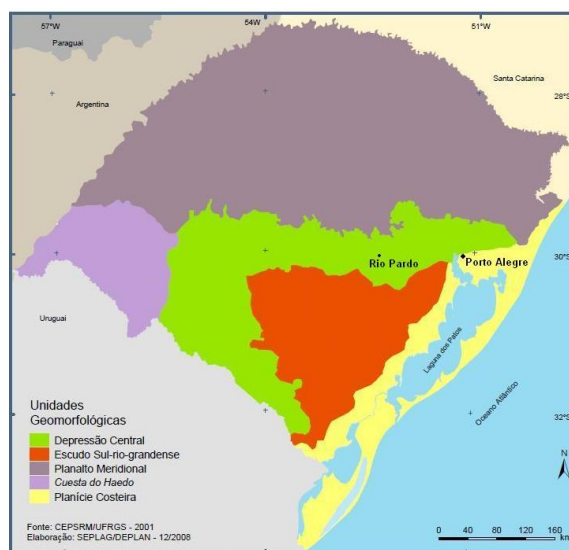 57°W
54°W
51°W
Paraguai
Santa Catarina
28°S
Argentina
Rio Pardo
Porto Alegre
30°S
Uruguai
Laguna dos Patos
Oceano Atlântico
32°S
Unidades
Geomorfológicas
Depressão Central
Escudo Sul-rio-grandense
Planalto Meridional
Cuesta do Haedo
Planície Costeira
N
Fonte: CEPSRM/UFRGS - 2001
Elaboração: SEPLAG/DEPLAN - 12/2008
0 40 80 120 160
km